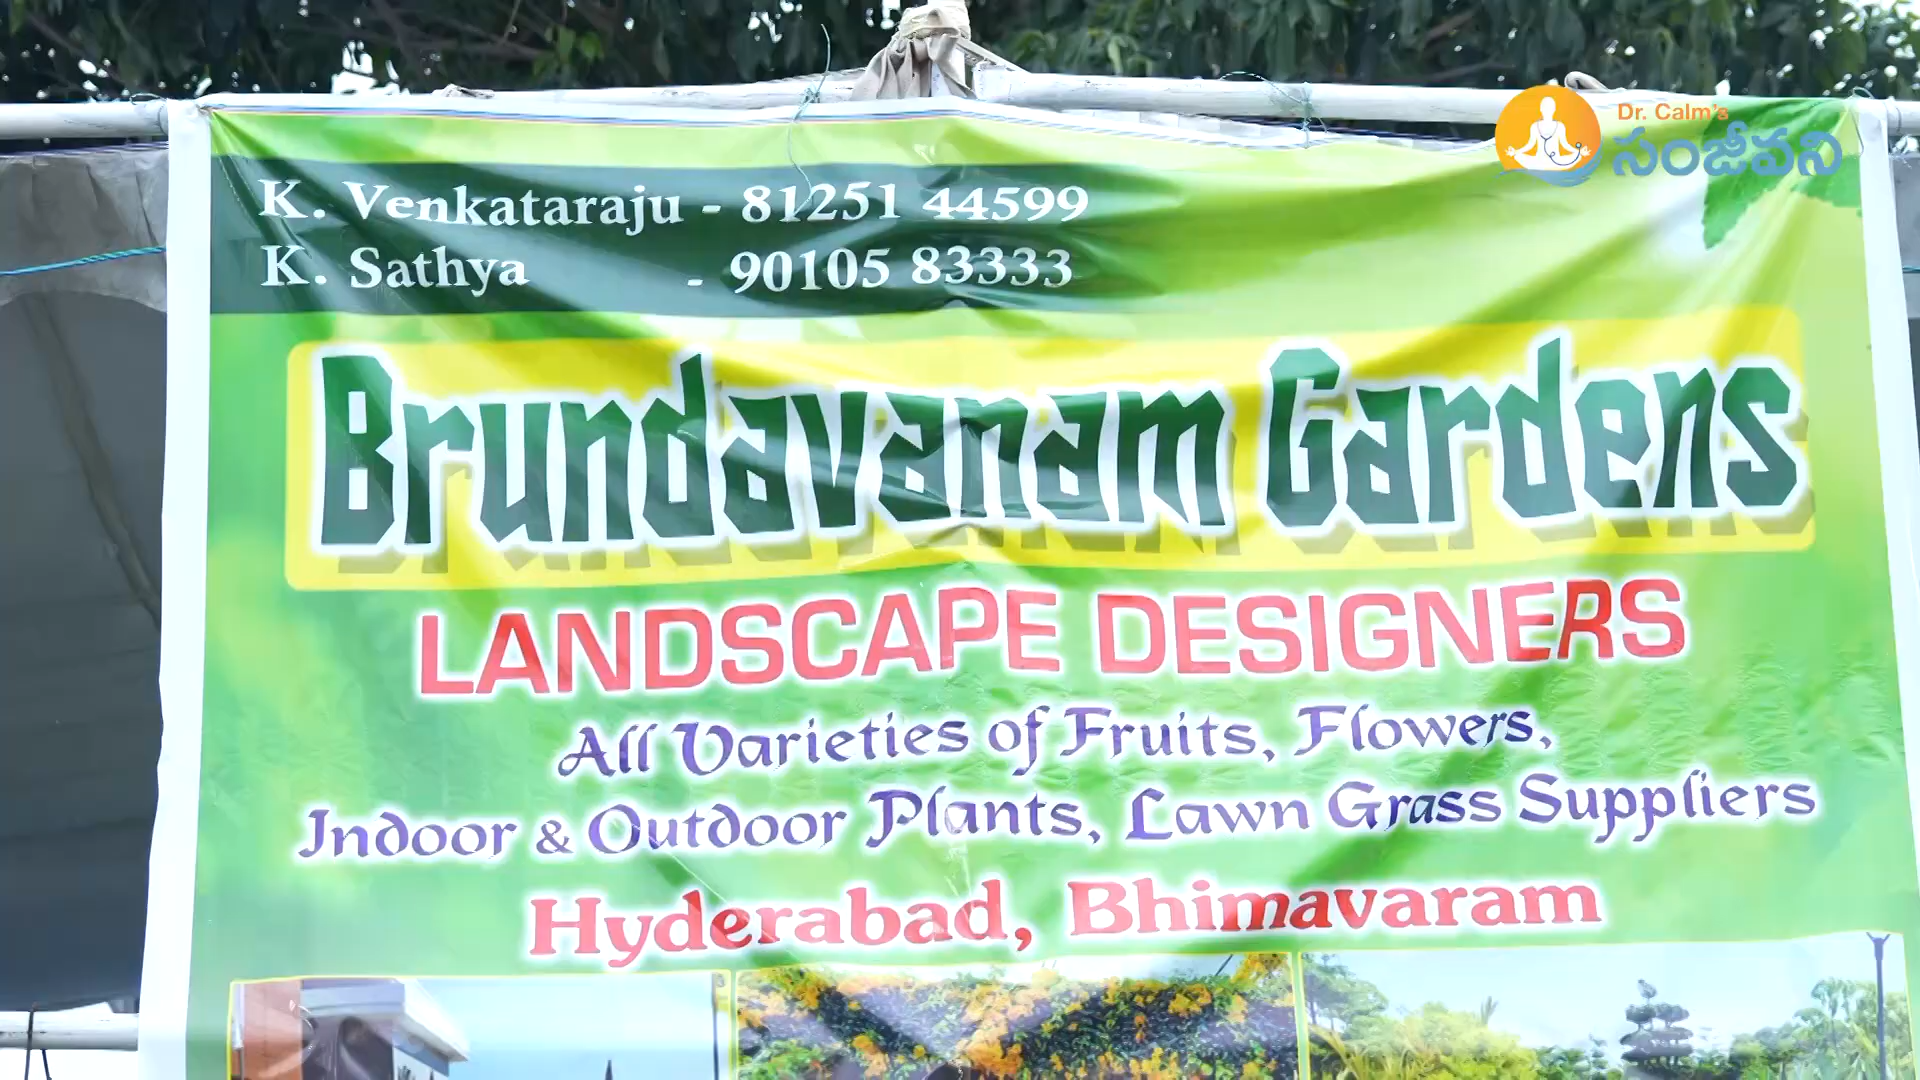 Dr. Calm's
సంజీవని
K. Venkataraju - 81251 44599
K. Sathya - 90105 83333
Brundavanam Gardens
LANDSCAPE DESIGNERS
All Varieties of Fruits, Flowers,
Indoor & Outdoor Plants, Lawn Grass Suppliers
Hyderabad, Bhimavaram